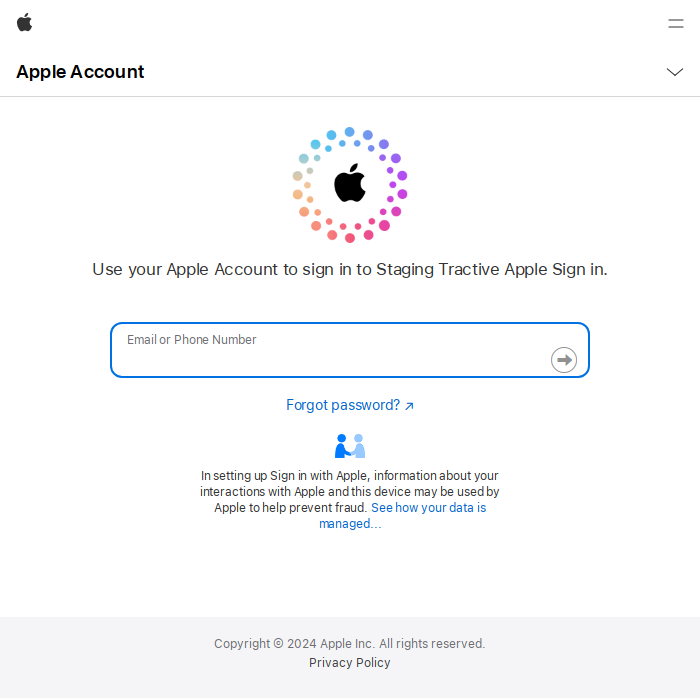 Apple Account
Use your Apple Account to sign in to Staging Tractive Apple Sign in.
Email or Phone Number
Forgot password? ↗
In setting up Sign in with Apple, information about your
interactions with Apple and this device may be used by
Apple to help prevent fraud. See how your data is
managed...
Copyright © 2024 Apple Inc. All rights reserved.
Privacy Policy